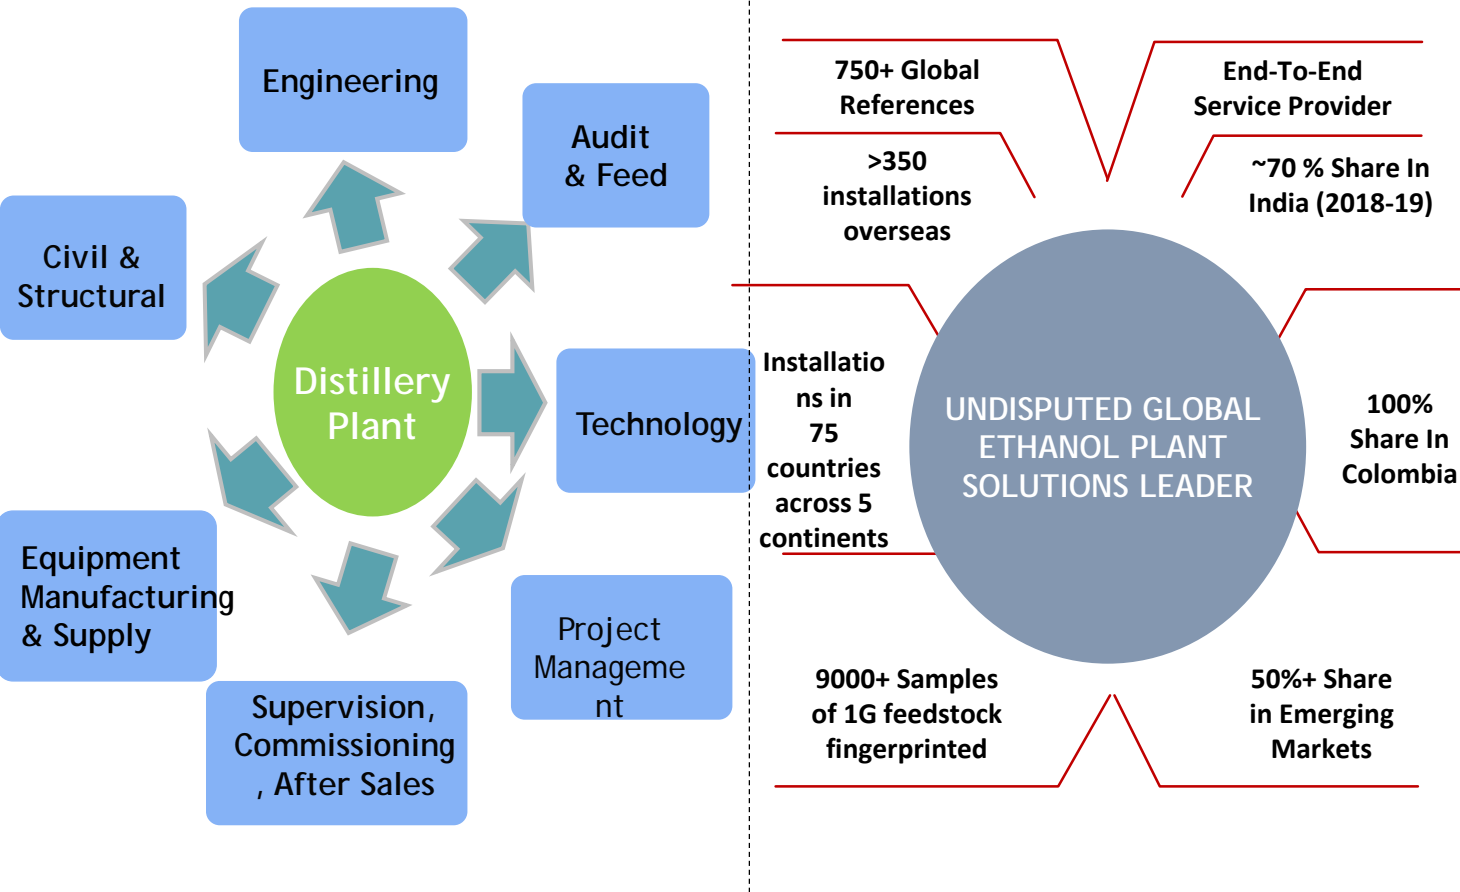 Engineering
Audit
& Feed
Civil &
Structural
Distillery
Plant
Technology
Equipment
Manufacturing
& Supply
Project
Manageme
nt
Supervision,
Commissioning
, After Sales
750+ Global
References
End-To-End
Service Provider
>350
installations
overseas
~70 % Share In
India (2018-19)
Installatio
ns in
75
countries
across 5
continents
UNDISPUTED GLOBAL
ETHANOL PLANT
SOLUTIONS LEADER
100%
Share In
Colombia
9000+ Samples
of 1G feedstock
fingerprinted
50%+ Share
in Emerging
Markets